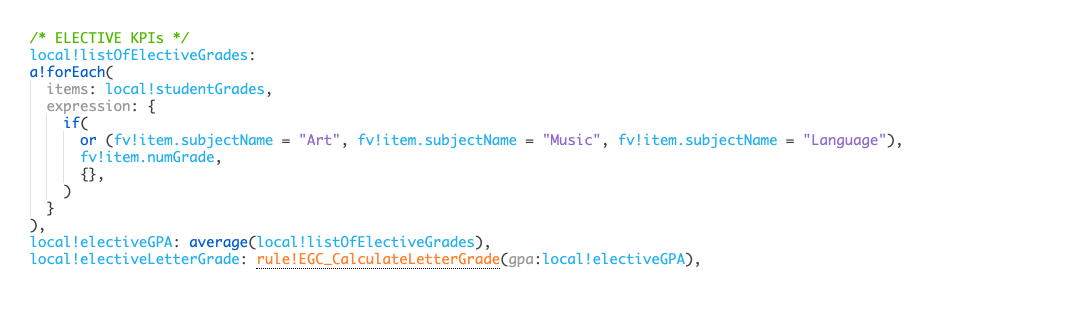 /* ELECTIVE KPIs */
local!listOfElectiveGrades:
a!forEach(
items: local!studentGrades,
expression: {
if(
or (fv!item.subjectName = "Art", fv!item.subjectName = "Music", fv!item.subjectName = "Language"),
fv!item.numGrade,
{},
)
}
),
local!electiveGPA: average(local!listOfElectiveGrades),
local!electiveLetterGrade: rule!EGC_CalculateLetterGrade(gpa:local!electiveGPA),